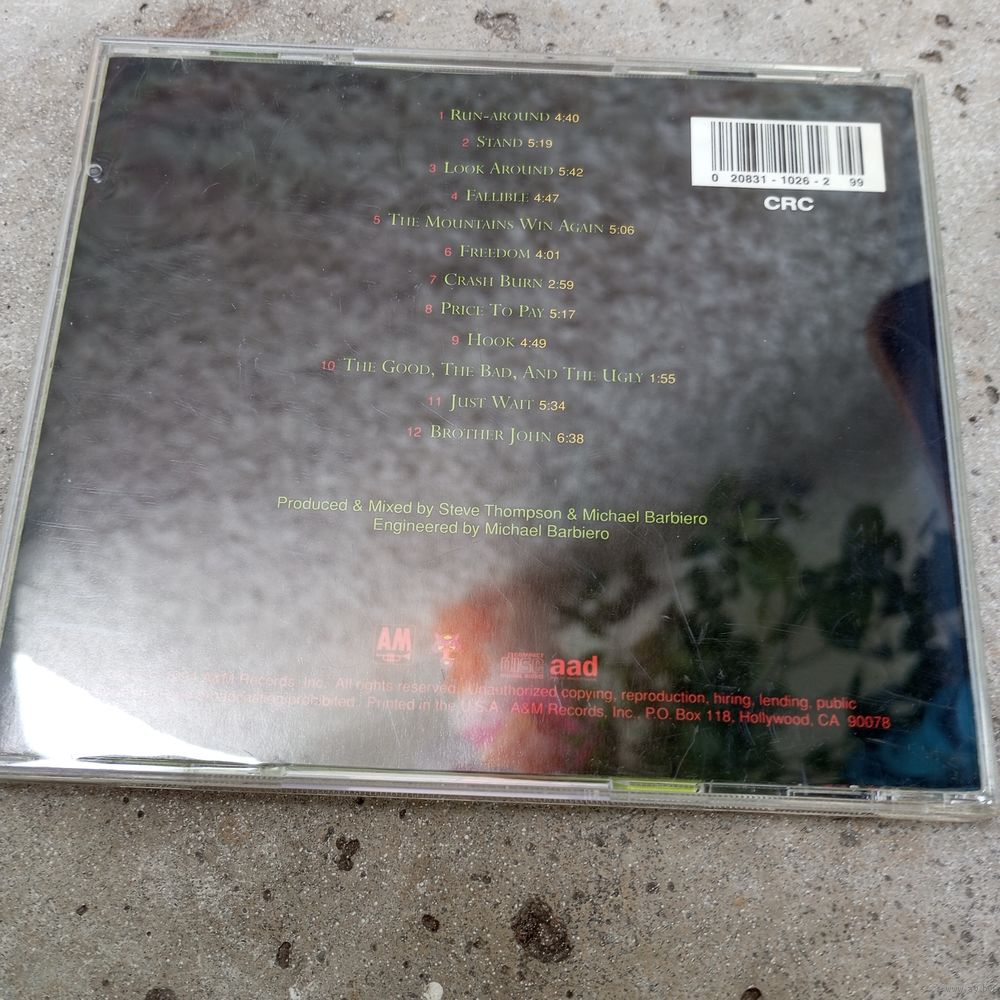 1 Run-around 4:40
2 Stand 5:19
3 Look Around 5:42
4 Fallible 4:47
5 The Mountains Win Again 5:06
6 Freedom 4:01
7 Crash Burn 2:59
8 Price To Pay 5:17
9 Hook 4:49
10 The Good, The Bad, And The Ugly 1:55
11 Just Wait 5:34
12 Brother John 6:38
0 20831 - 1026 - 2 99
CRC
Produced & Mixed by Steve Thompson & Michael Barbiero
Engineered by Michael Barbiero
A&M
COMPACT
disc aad
DIGITAL AUDIO
A&M Records, Inc. All rights reserved. Unauthorized copying, reproduction, hiring, lending, public
prohibited. Printed in the U.S.A. A&M Records, Inc., P.O. Box 118, Hollywood, CA 90078